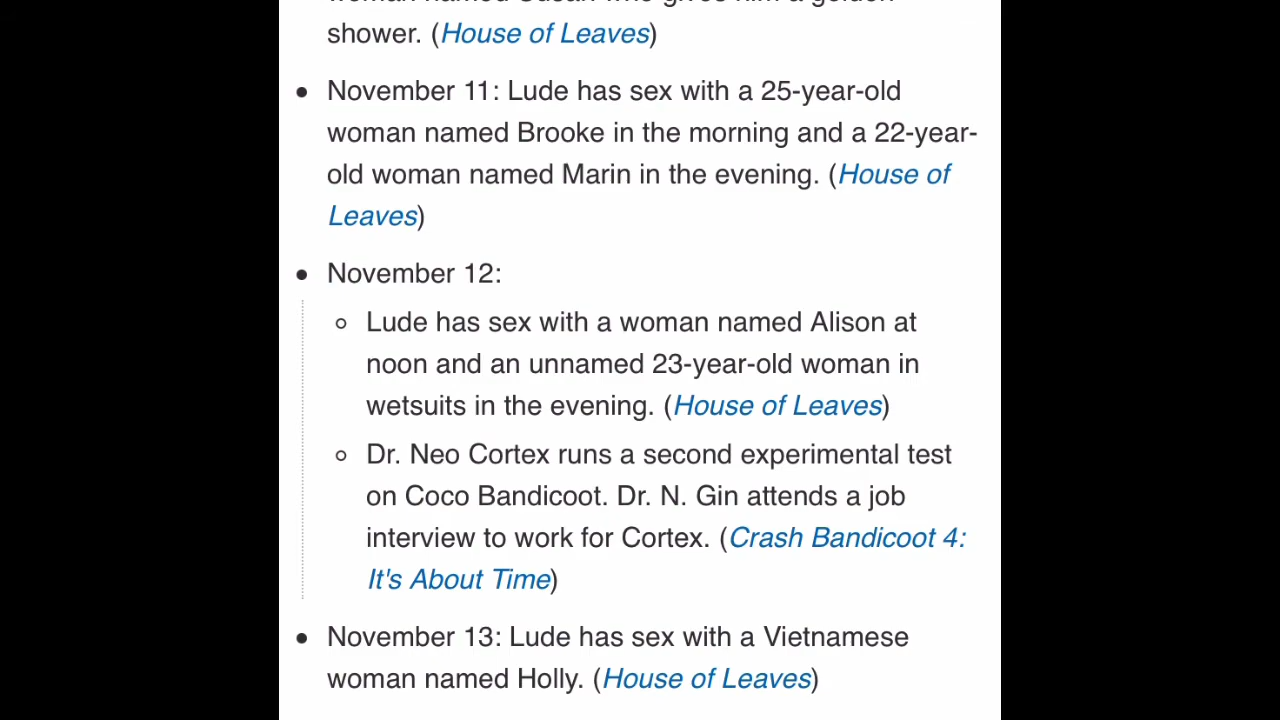 shower. (House of Leaves)
November 11: Lude has sex with a 25-year-old
woman named Brooke in the morning and a 22-year-
old woman named Marin in the evening. (House of
Leaves)
November 12:
Lude has sex with a woman named Alison at
noon and an unnamed 23-year-old woman in
wetsuits in the evening. (House of Leaves)
Dr. Neo Cortex runs a second experimental test
on Coco Bandicoot. Dr. N. Gin attends a job
interview to work for Cortex. (Crash Bandicoot 4:
It's About Time)
November 13: Lude has sex with a Vietnamese
woman named Holly. (House of Leaves)